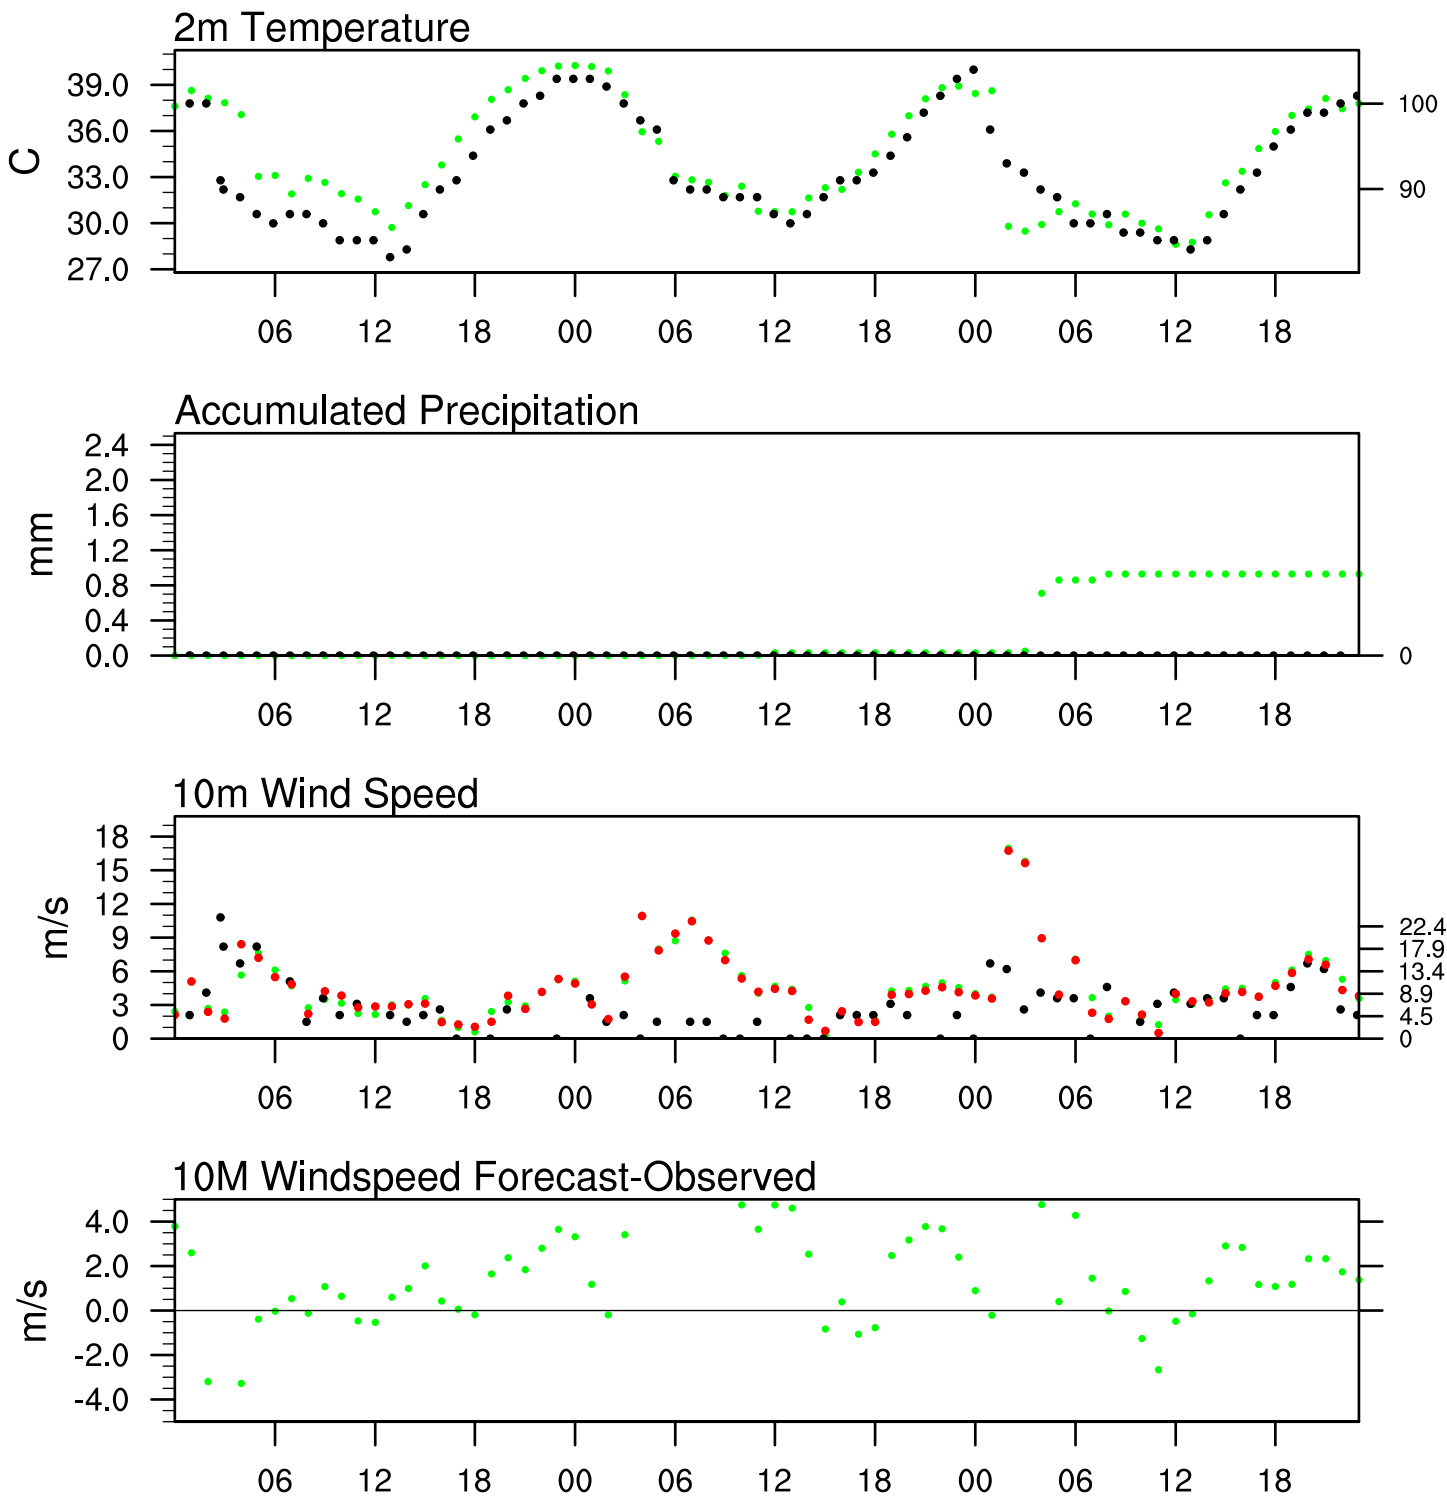 2m Temperature
39.0
36.0
33.0
30.0
27.0
C
100
90
06 12 18 00 06 12 18 00 06 12 18
Accumulated Precipitation
2.4
2.0
1.6
1.2
0.8
0.4
0.0
mm
0
06 12 18 00 06 12 18 00 06 12 18
10m Wind Speed
18
15
12
9
6
3
0
m/s
22.4
17.9
13.4
8.9
4.5
0
06 12 18 00 06 12 18 00 06 12 18
10M Windspeed Forecast-Observed
4.0
2.0
0.0
-2.0
-4.0
m/s
06 12 18 00 06 12 18 00 06 12 18